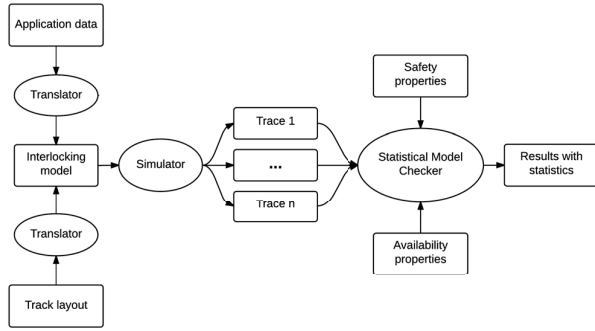 Application data
Translator
Interlocking
model
Translator
Track layout
Simulator
Trace 1
...
Trace n
Safety
properties
Statistical Model
Checker
Availability
properties
Results with
statistics